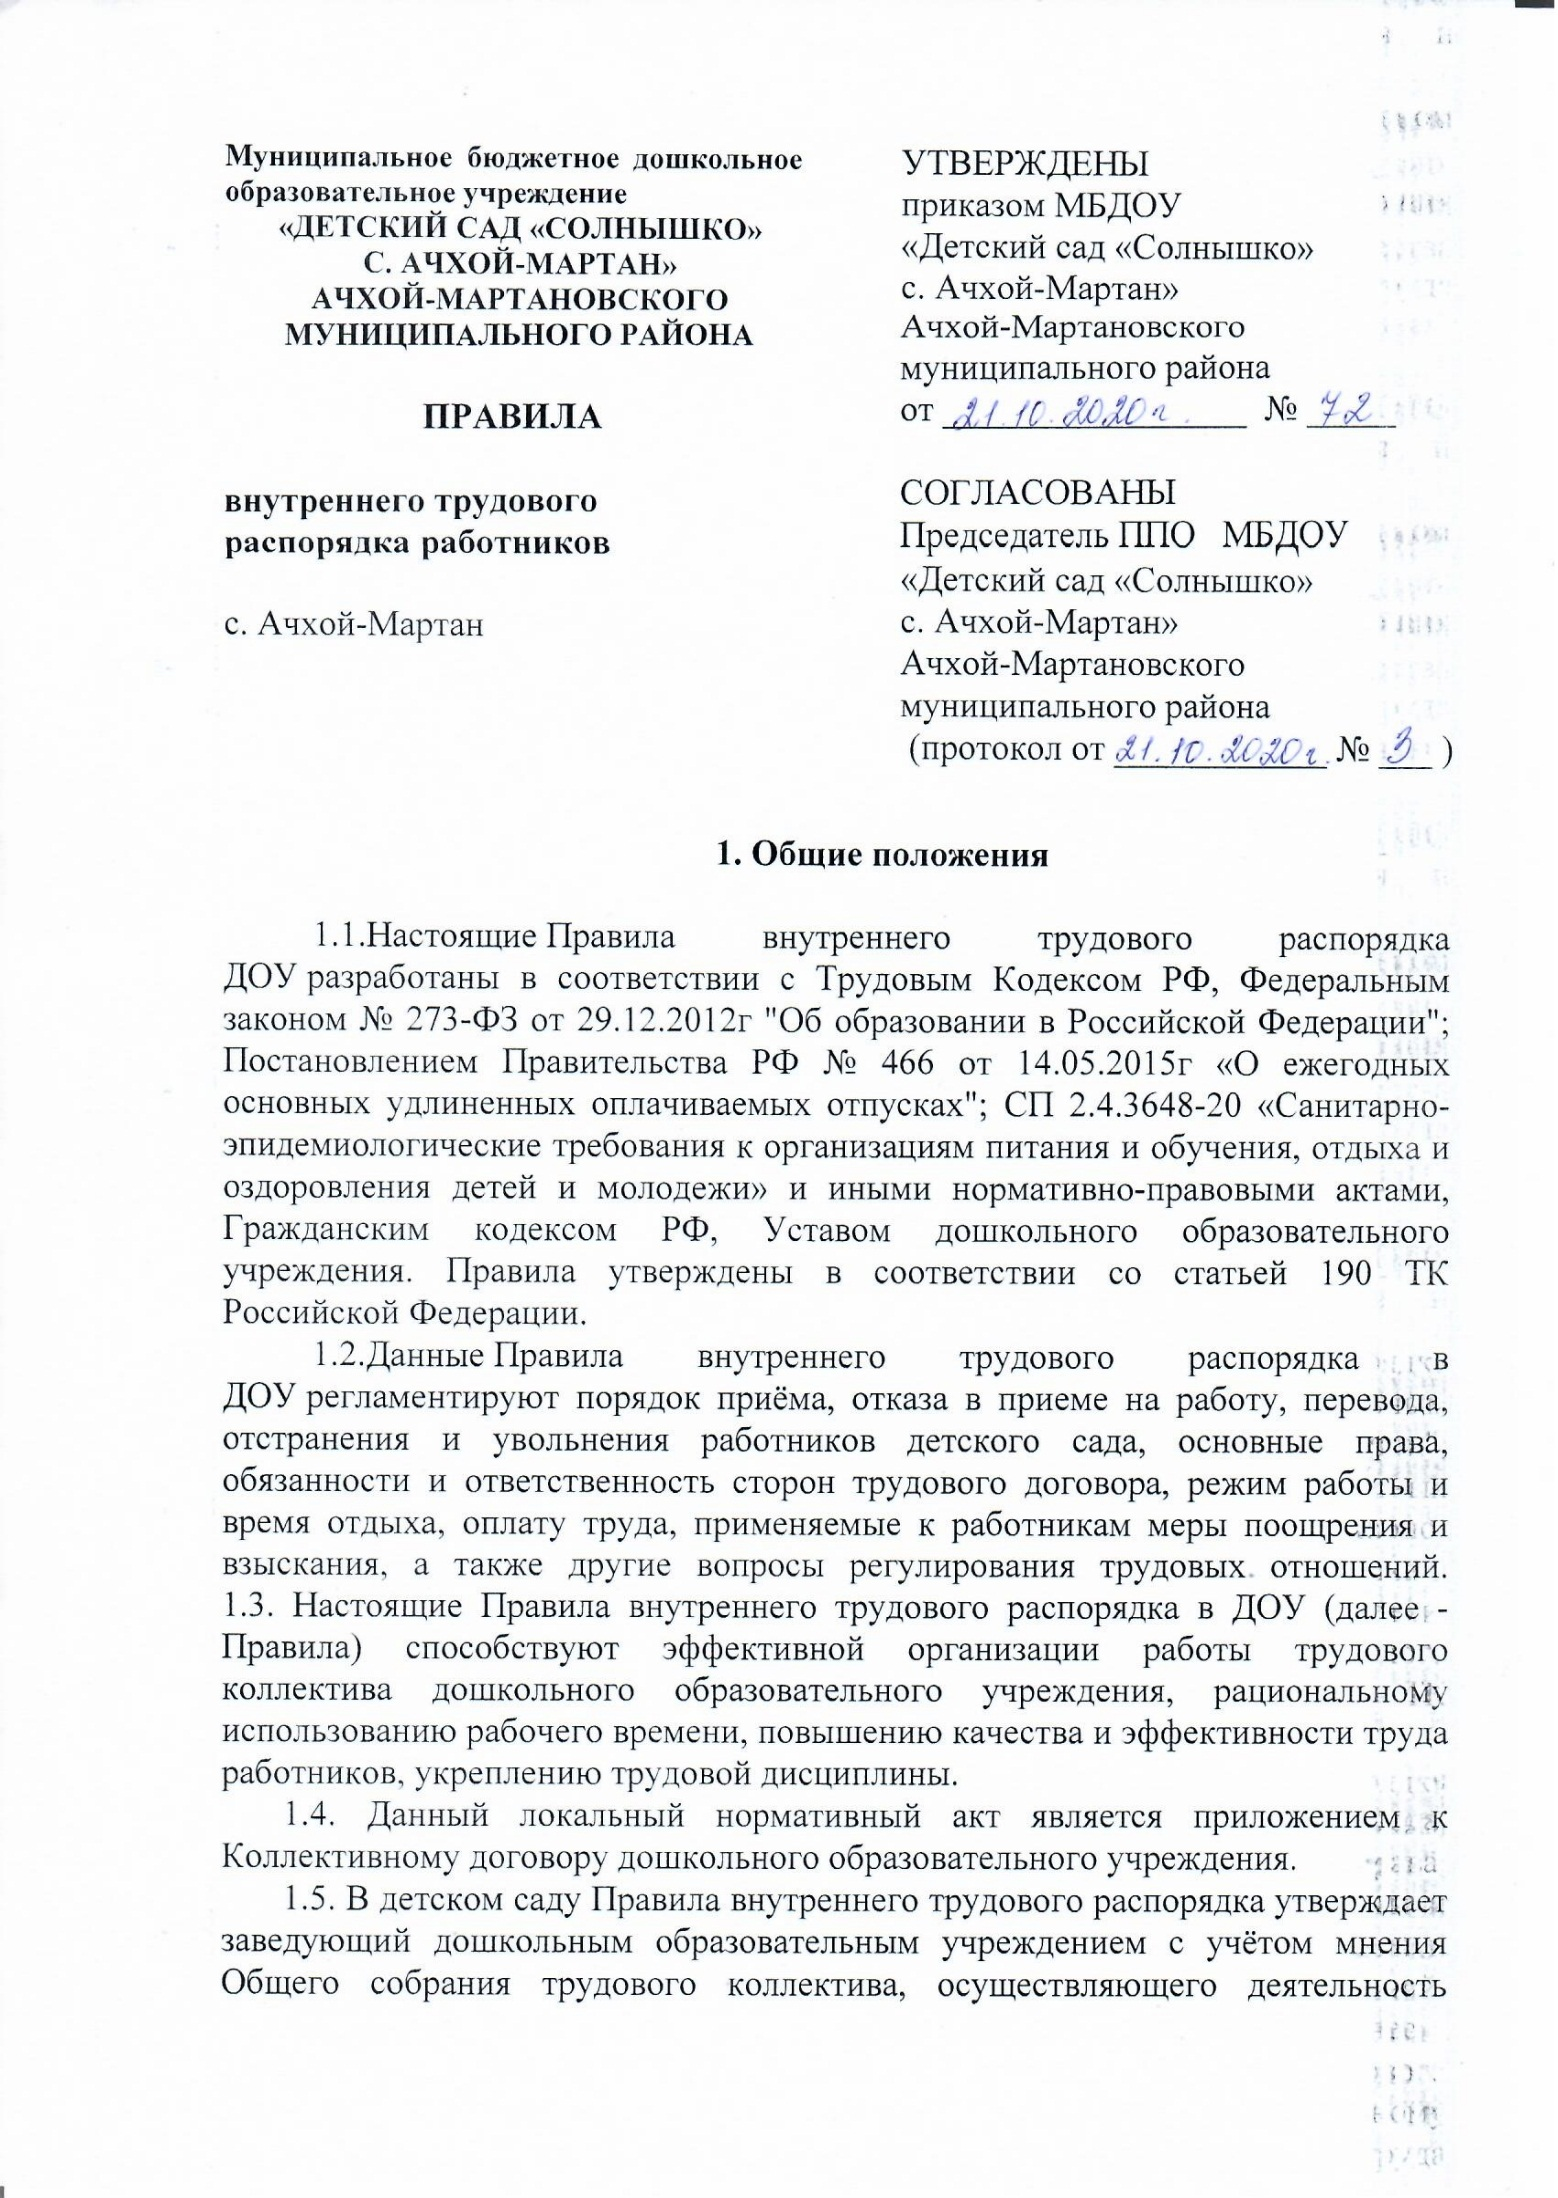 Муниципальное бюджетное дошкольное
образовательное учреждение
«ДЕТСКИЙ САД «СОЛНЫШКО»
С. АЧХОЙ-МАРТАН»
АЧХОЙ-МАРТАНОВСКОГО
МУНИЦИПАЛЬНОГО РАЙОНА
ПРАВИЛА
внутреннего трудового
распорядка работников
с. Ачхой-Мартан
УТВЕРЖДЕНЫ
приказом МБДОУ
«Детский сад «Солнышко»
с. Ачхой-Мартан»
Ачхой-Мартановского
муниципального района
от 21.10.2020г. № 72
СОГЛАСОВАНЫ
Председатель ППО МБДОУ
«Детский сад «Солнышко»
с. Ачхой-Мартан»
Ачхой-Мартановского
муниципального района
(протокол от 21.10.2020г. № 3 )
1. Общие положения
1.1.Настоящие Правила внутреннего трудового распорядка
ДОУ разработаны в соответствии с Трудовым Кодексом РФ, Федеральным
законом № 273-ФЗ от 29.12.2012г "Об образовании в Российской Федерации";
Постановлением Правительства РФ № 466 от 14.05.2015г «О ежегодных
основных удлиненных оплачиваемых отпусках"; СП 2.4.3648-20 «Санитарно-
эпидемиологические требования к организациям питания и обучения, отдыха и
оздоровления детей и молодежи» и иными нормативно-правовыми актами,
Гражданским кодексом РФ, Уставом дошкольного образовательного
учреждения. Правила утверждены в соответствии со статьей 190 ТК
Российской Федерации.
1.2.Данные Правила внутреннего трудового распорядка в
ДОУ регламентируют порядок приёма, отказа в приеме на работу, перевода,
отстранения и увольнения работников детского сада, основные права,
обязанности и ответственность сторон трудового договора, режим работы и
время отдыха, оплату труда, применяемые к работникам меры поощрения и
взыскания, а также другие вопросы регулирования трудовых отношений.
1.3. Настоящие Правила внутреннего трудового распорядка в ДОУ (далее -
Правила) способствуют эффективной организации работы трудового
коллектива дошкольного образовательного учреждения, рациональному
использованию рабочего времени, повышению качества и эффективности труда
работников, укреплению трудовой дисциплины.
1.4. Данный локальный нормативный акт является приложением к
Коллективному договору дошкольного образовательного учреждения.
1.5. В детском саду Правила внутреннего трудового распорядка утверждает
заведующий дошкольным образовательным учреждением с учётом мнения
Общего собрания трудового коллектива, осуществляющего деятельность